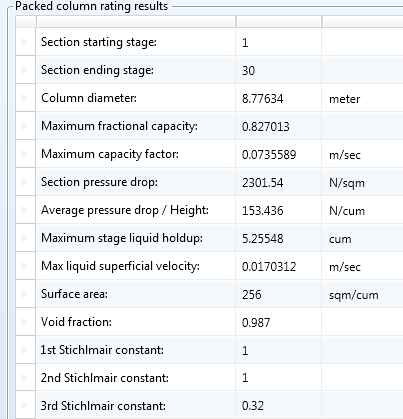 Packed column rating results
Section starting stage: 1
Section ending stage: 30
Column diameter: 8.77634 meter
Maximum fractional capacity: 0.827013
Maximum capacity factor: 0.0735589 m/sec
Section pressure drop: 2301.54 N/sqm
Average pressure drop / Height: 153.436 N/cum
Maximum stage liquid holdup: 5.25548 cum
Max liquid superficial velocity: 0.0170312 m/sec
Surface area: 256 sqm/cum
Void fraction: 0.987
1st Stichlmair constant: 1
2nd Stichlmair constant: 1
3rd Stichlmair constant: 0.32